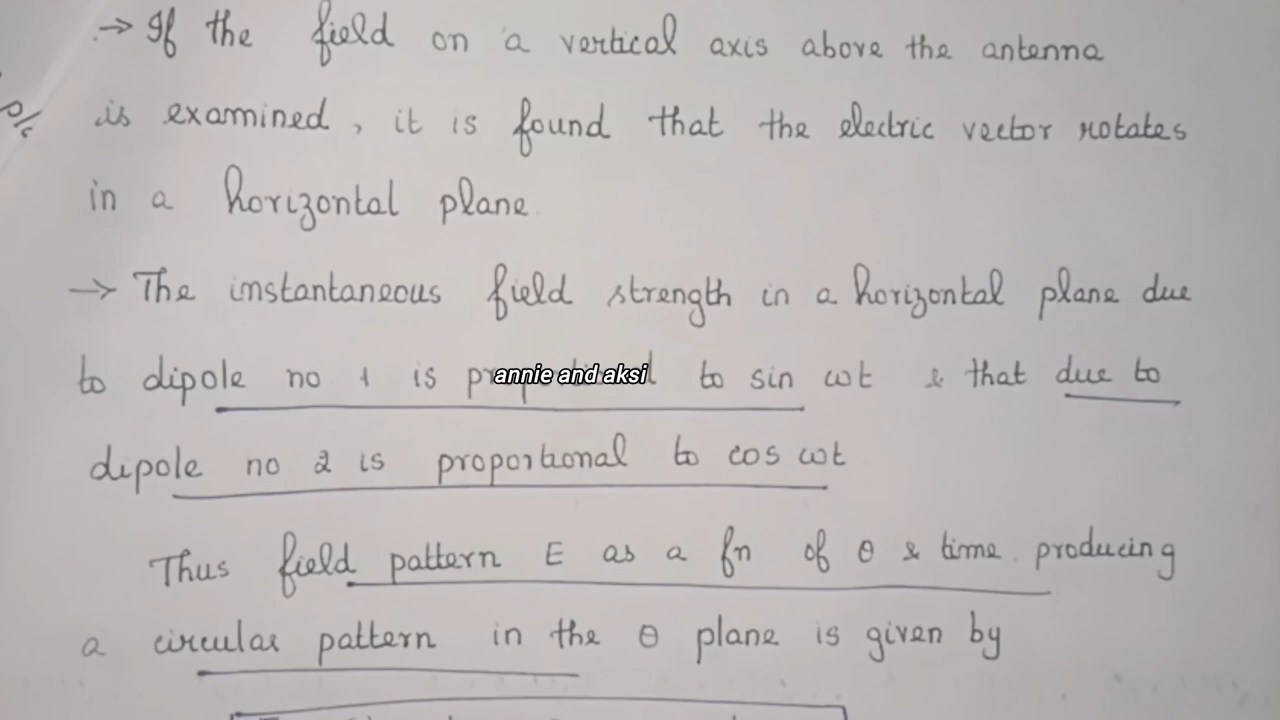 → If the field on a vertical axis above the antenna
P/c
is examined, it is found that the electric vector rotates
in a horizontal plane.
→ The instantaneous field strength in a horizontal plane due
to dipole no 1 is to sin ωt & that due to
annie and aksi
dipole no 2 is proportional to cos ωt
Thus field pattern E as a fn of θ & time producing
a circular pattern in the θ plane is given by